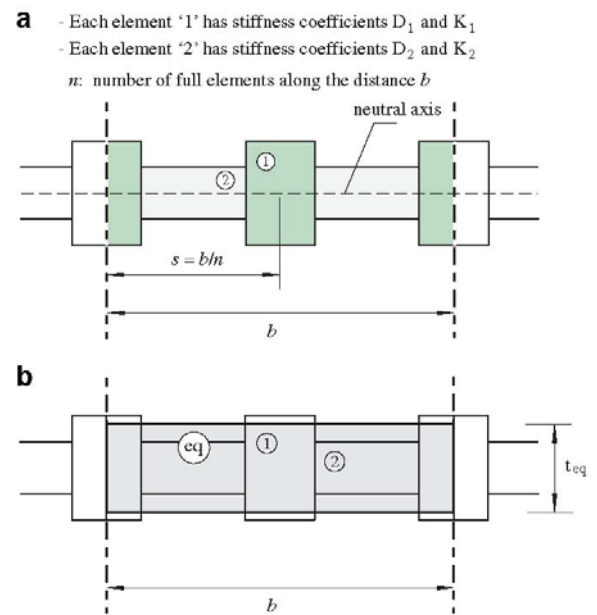 a
- Each element ‘1’ has stiffness coefficients D₁ and K₁
- Each element ‘2’ has stiffness coefficients D₂ and K₂
n: number of full elements along the distance b
neutral axis
1
2
s = b/n
b
b
eq
1
2
t_eq
b